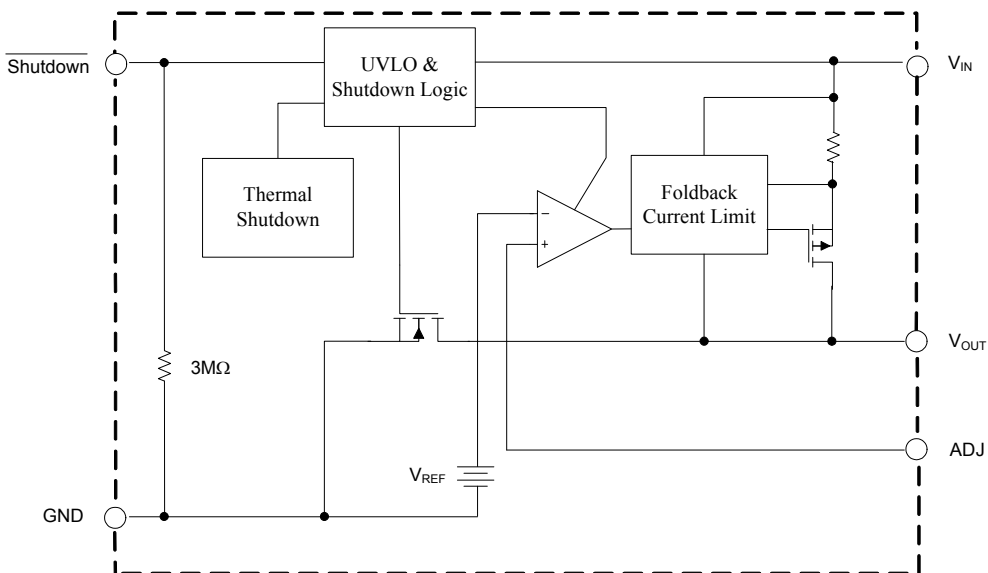 Shutdown
UVLO &
Shutdown Logic
VIN
Thermal
Shutdown
−
+
Foldback
Current Limit
VOUT
3MΩ
ADJ
VREF
GND